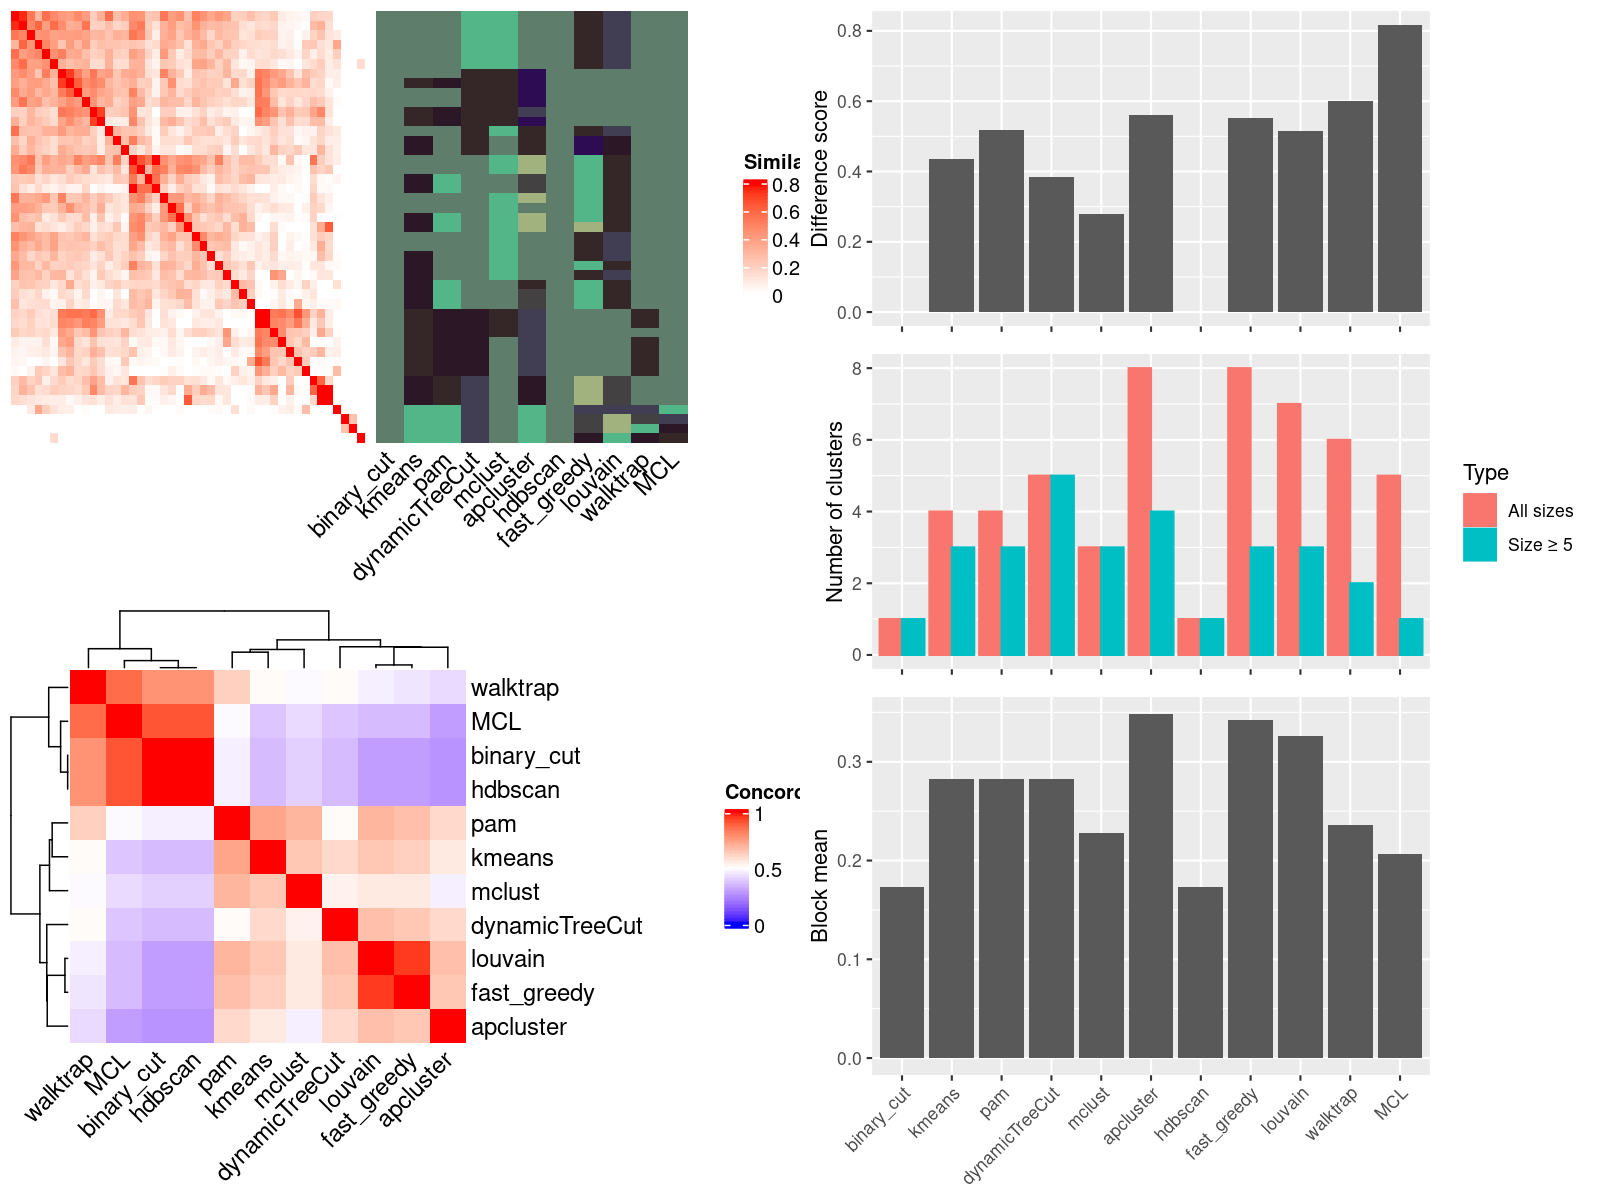 Simila
0.8
0.6
0.4
0.2
0
binary_cut
kmeans
pam
dynamicTreeCut
mclust
apcluster
hdbscan
fast_greedy
louvain
walktrap
MCL
walktrap
MCL
binary_cut
hdbscan
pam
kmeans
mclust
dynamicTreeCut
louvain
fast_greedy
apcluster
walktrap
MCL
binary_cut
hdbscan
pam
kmeans
mclust
dynamicTreeCut
louvain
fast_greedy
apcluster
Concord
1
0.5
0
Difference score
0.8
0.6
0.4
0.2
0.0
Number of clusters
8
6
4
2
0
Type
All sizes
Size ≥ 5
Block mean
0.3
0.2
0.1
0.0
binary_cut
kmeans
pam
dynamicTreeCut
mclust
apcluster
hdbscan
fast_greedy
louvain
walktrap
MCL